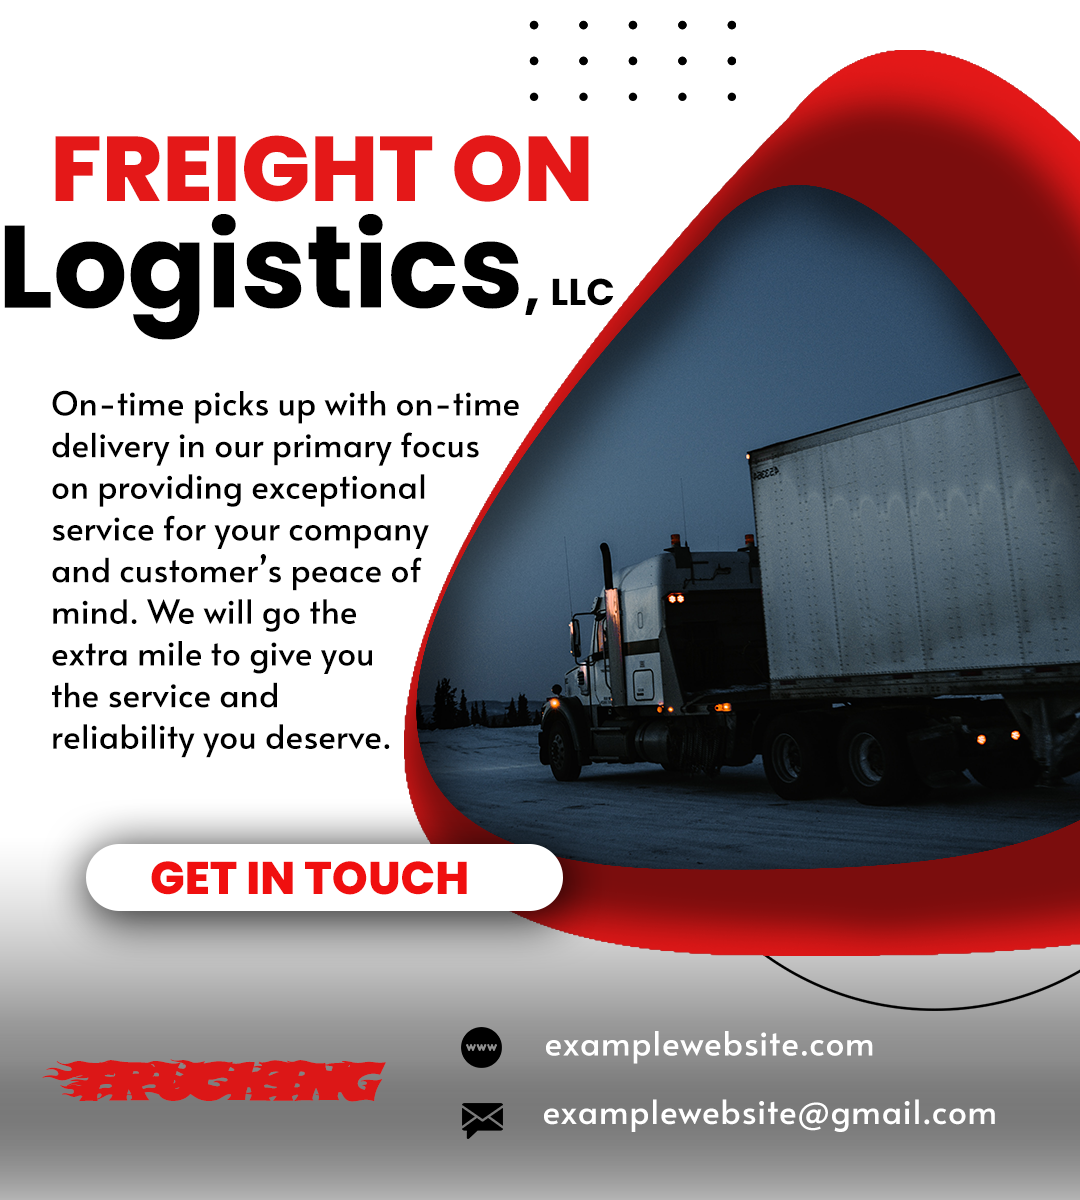 FREIGHT ON
Logistics, LLC
On-time picks up with on-time
delivery in our primary focus
on providing exceptional
service for your company
and customer's peace of
mind. We will go the
extra mile to give you
the service and
reliability you deserve.
GET IN TOUCH
www
examplewebsite.com
TRUCKING
examplewebsite@gmail.com